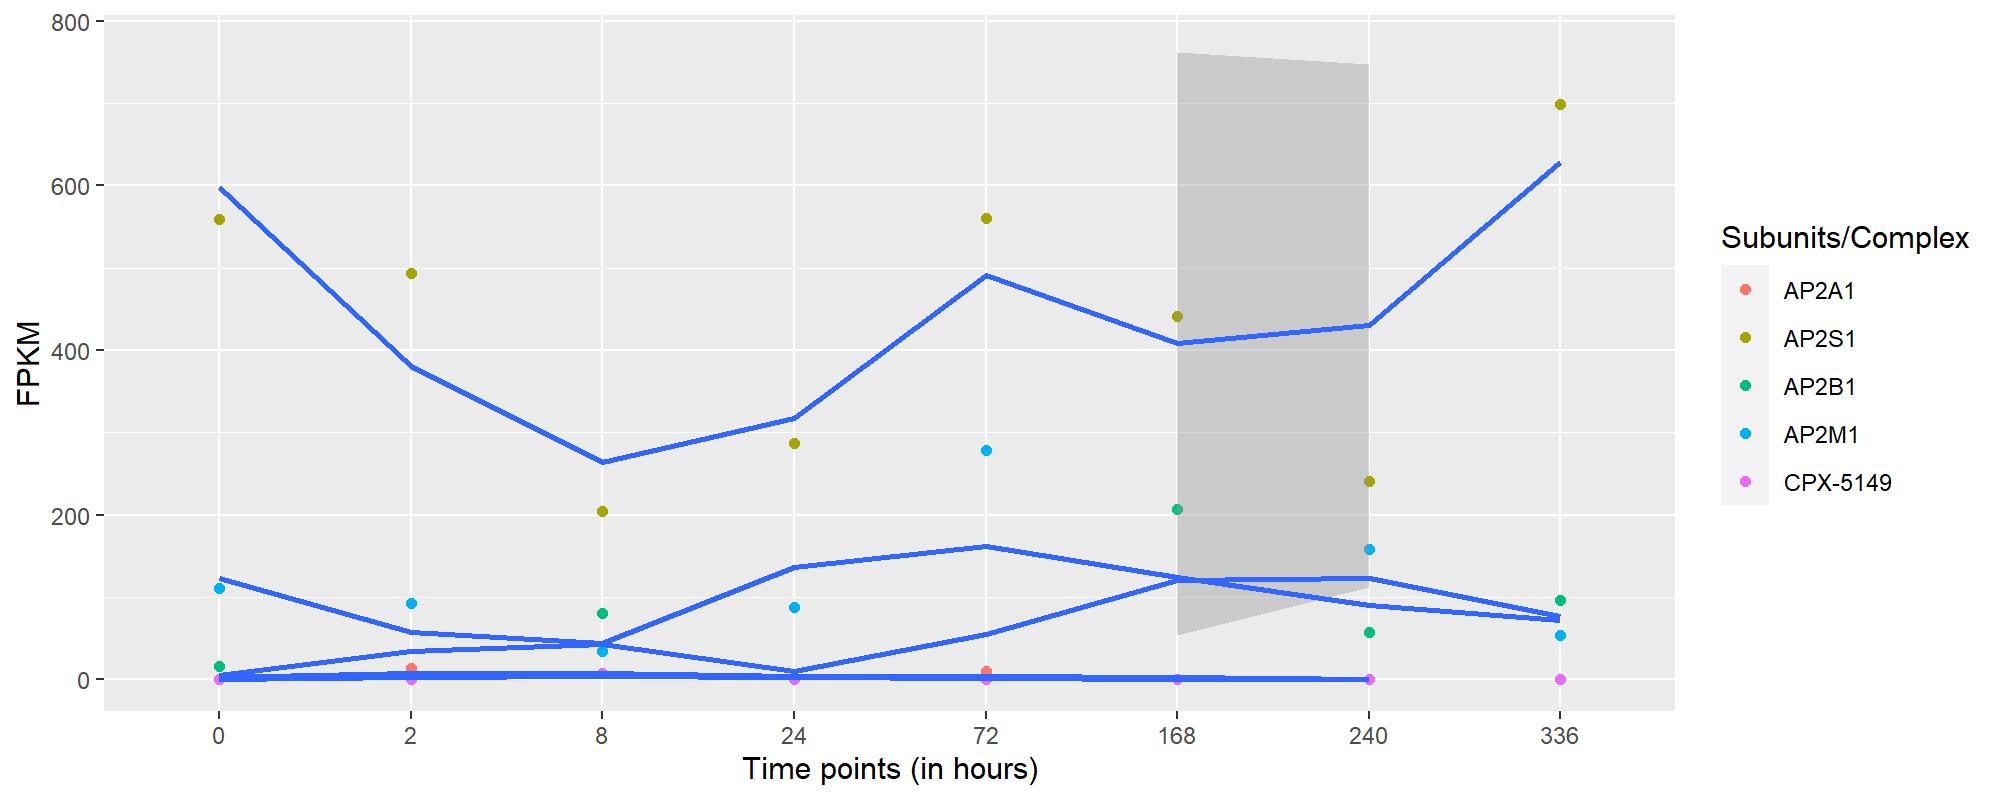 800
600
400
200
0
FPKM
0 2 8 24 72 168 240 336
Time points (in hours)
Subunits/Complex
AP2A1
AP2S1
AP2B1
AP2M1
CPX-5149